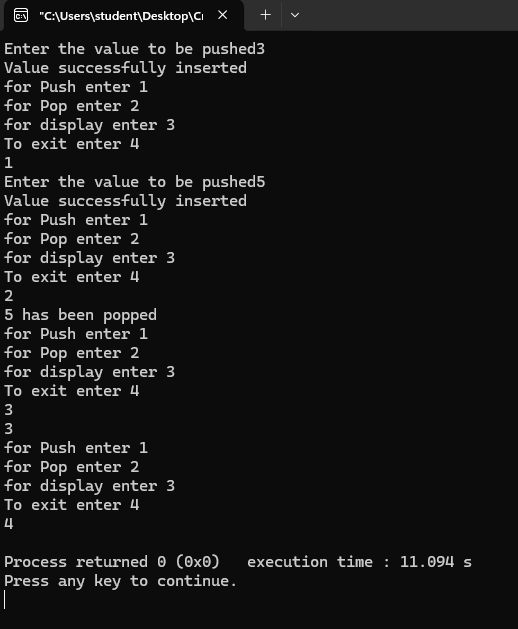 "C:\Users\student\Desktop\Cr
Enter the value to be pushed3
Value successfully inserted
for Push enter 1
for Pop enter 2
for display enter 3
To exit enter 4
1
Enter the value to be pushed5
Value successfully inserted
for Push enter 1
for Pop enter 2
for display enter 3
To exit enter 4
2
5 has been popped
for Push enter 1
for Pop enter 2
for display enter 3
To exit enter 4
3
3
for Push enter 1
for Pop enter 2
for display enter 3
To exit enter 4
4
Process returned 0 (0x0)   execution time : 11.094 s
Press any key to continue.